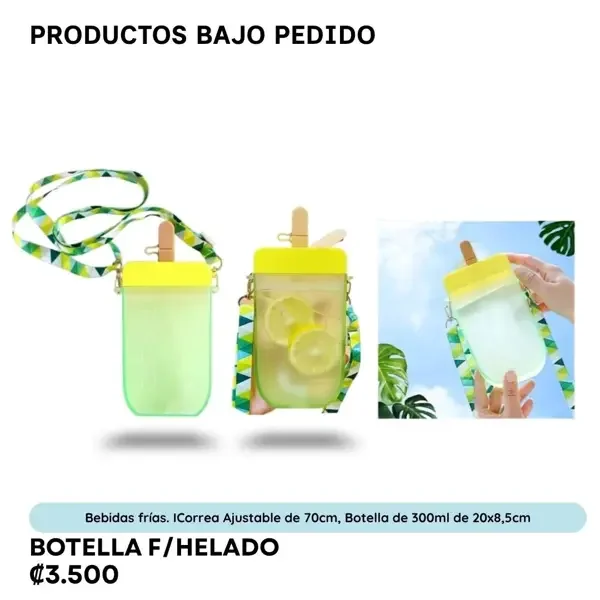 PRODUCTOS BAJO PEDIDO
Bebidas frías. ICorrea Ajustable de 70cm, Botella de 300ml de 20x8,5cm
BOTELLA F/HELADO
₡3.500